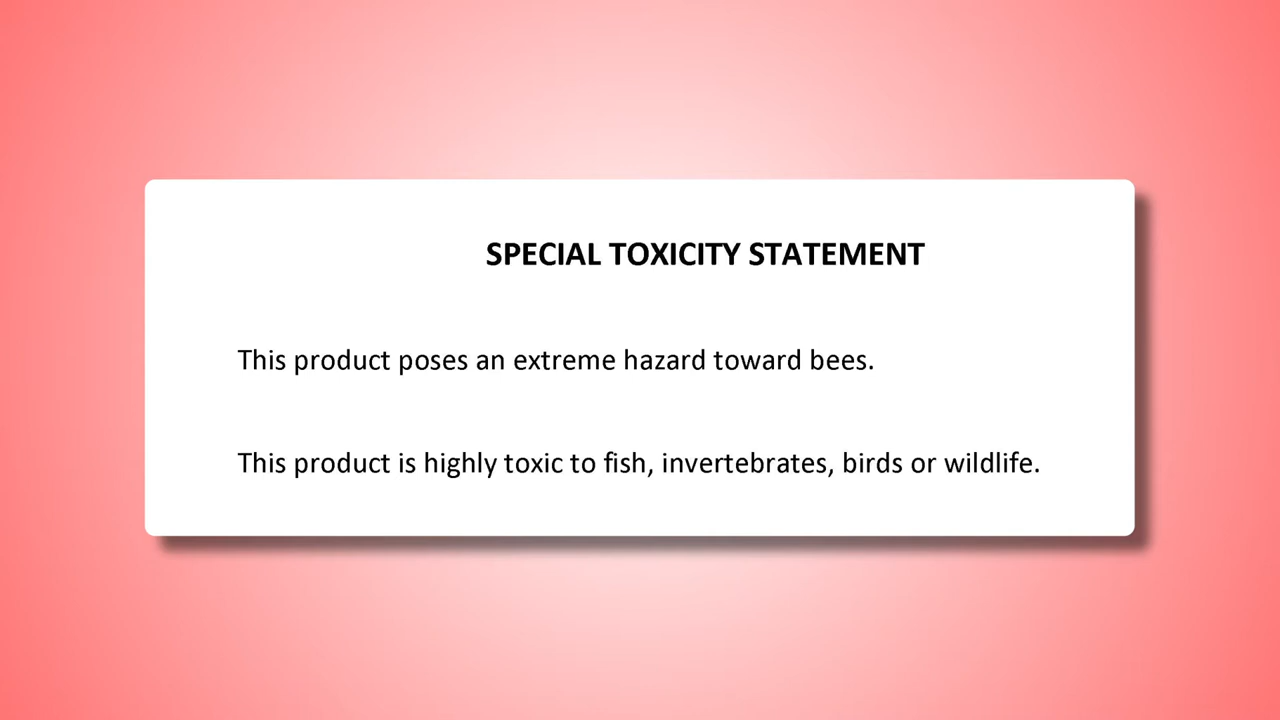 SPECIAL TOXICITY STATEMENT
This product poses an extreme hazard toward bees.
This product is highly toxic to fish, invertebrates, birds or wildlife.